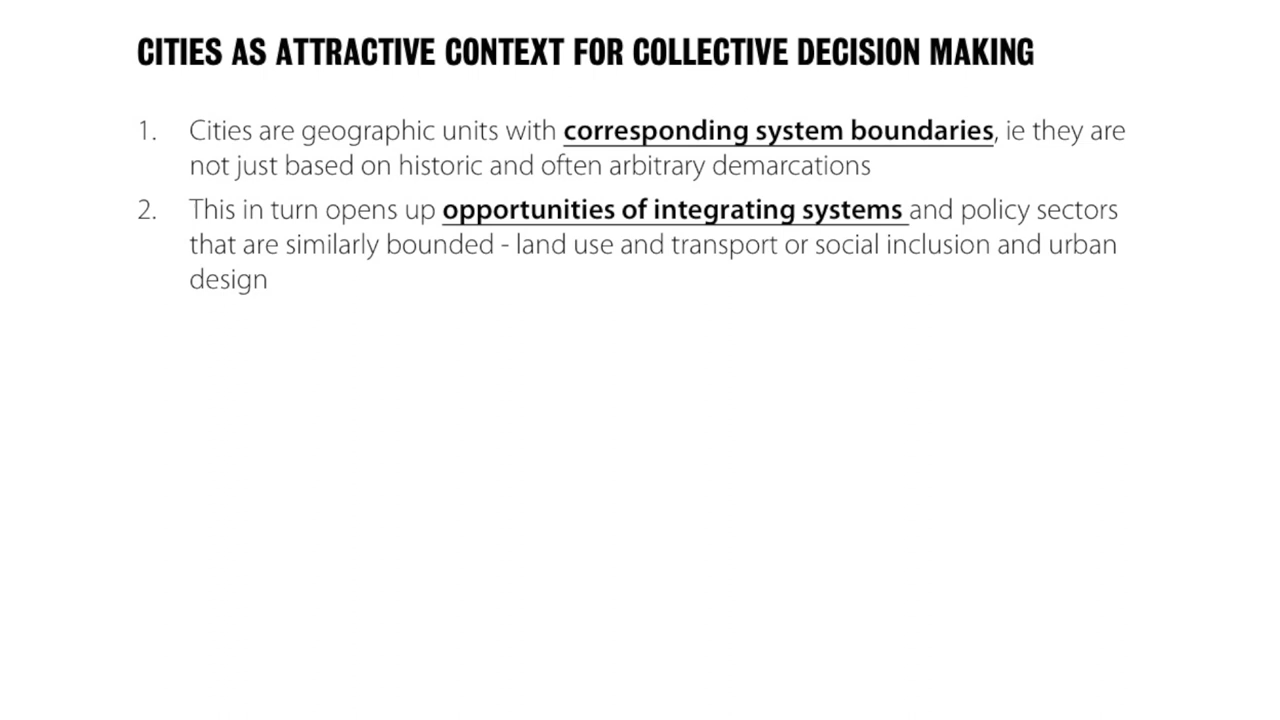 CITIES AS ATTRACTIVE CONTEXT FOR COLLECTIVE DECISION MAKING
1. Cities are geographic units with corresponding system boundaries, ie they are
not just based on historic and often arbitrary demarcations
2. This in turn opens up opportunities of integrating systems and policy sectors
that are similarly bounded - land use and transport or social inclusion and urban
design